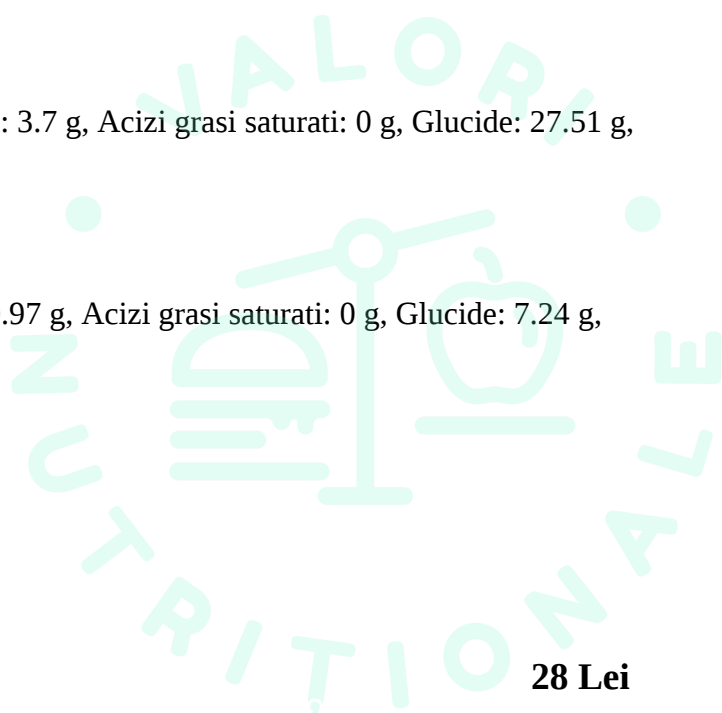 VALORI
: 3.7 g, Acizi grasi saturati: 0 g, Glucide: 27.51 g,
.97 g, Acizi grasi saturati: 0 g, Glucide: 7.24 g,
NUTRIȚIONALE
28 Lei